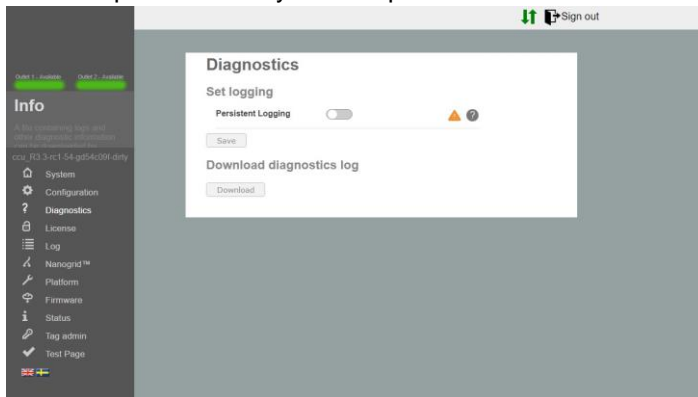 Sign out
Outlet 1 - Available Outlet 2 - Available
Info
A file containing logs and
other diagnostic information
can be downloaded for
ccu_R3 3-rc1-54-gd54c09f-dirty
System
Configuration
Diagnostics
License
Log
Nanogrid™
Platform
Firmware
Status
Tag admin
Test Page
Diagnostics
Set logging
Persistent Logging
Save
Download diagnostics log
Download